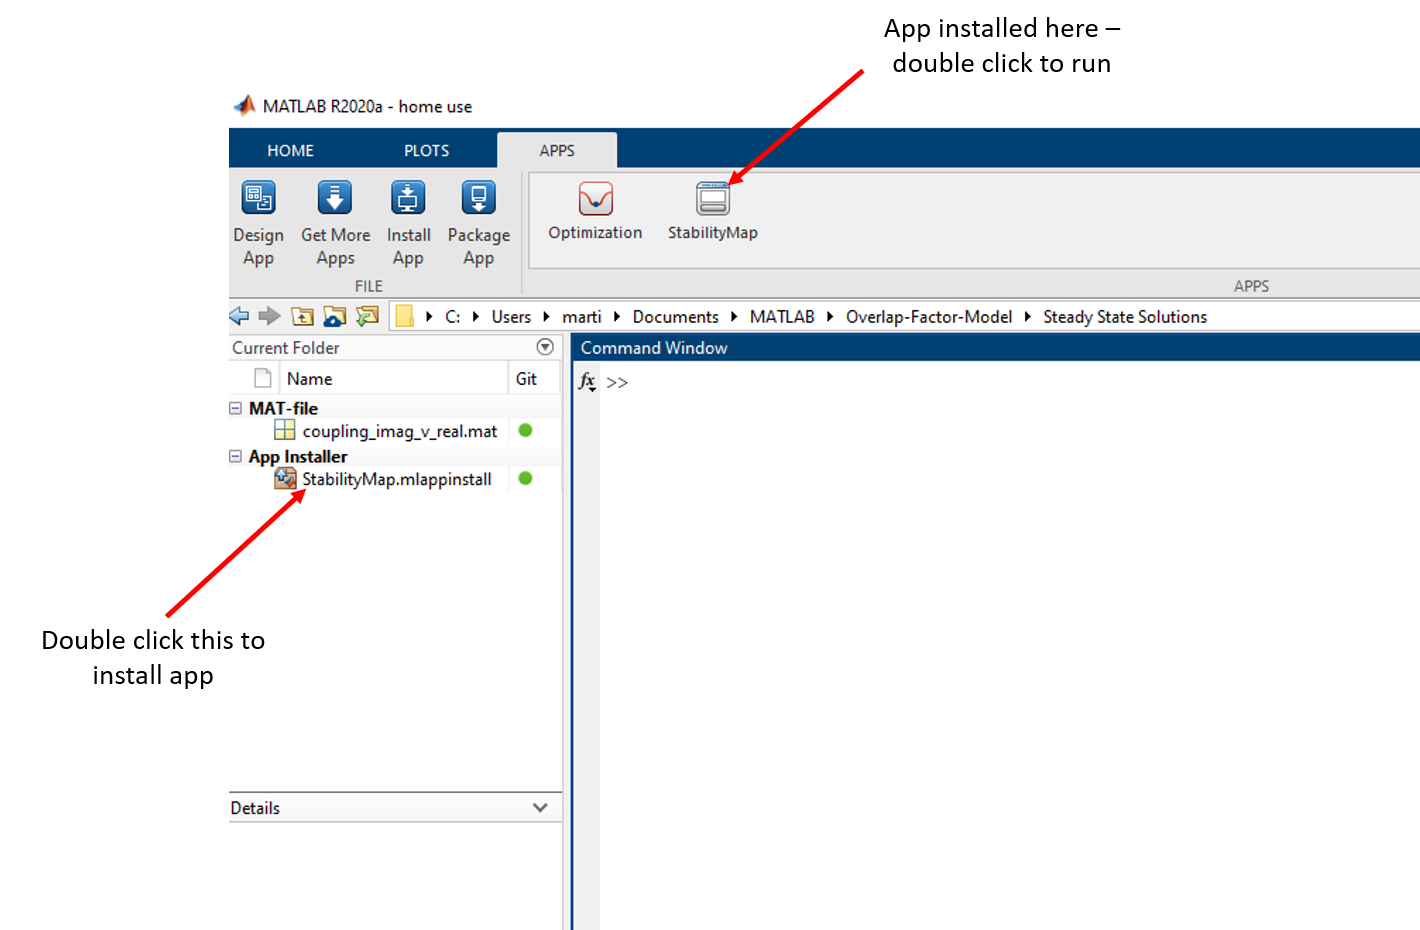 App installed here –
double click to run
MATLAB R2020a - home use
HOME PLOTS APPS
Design App
Get More Apps
Install App
Package App
Optimization
StabilityMap
FILE
APPS
C: Users marti Documents MATLAB Overlap-Factor-Model Steady State Solutions
Current Folder
Name Git
MAT-file
coupling_imag_v_real.mat
App Installer
StabilityMap.mlappinstall
Details
Command Window
fx >>
Double click this to
install app